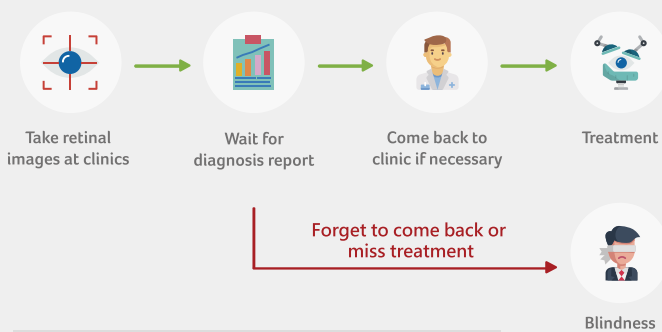 Take retinal
images at clinics
Wait for
diagnosis report
Come back to
clinic if necessary
Treatment
Forget to come back or
miss treatment
Blindness